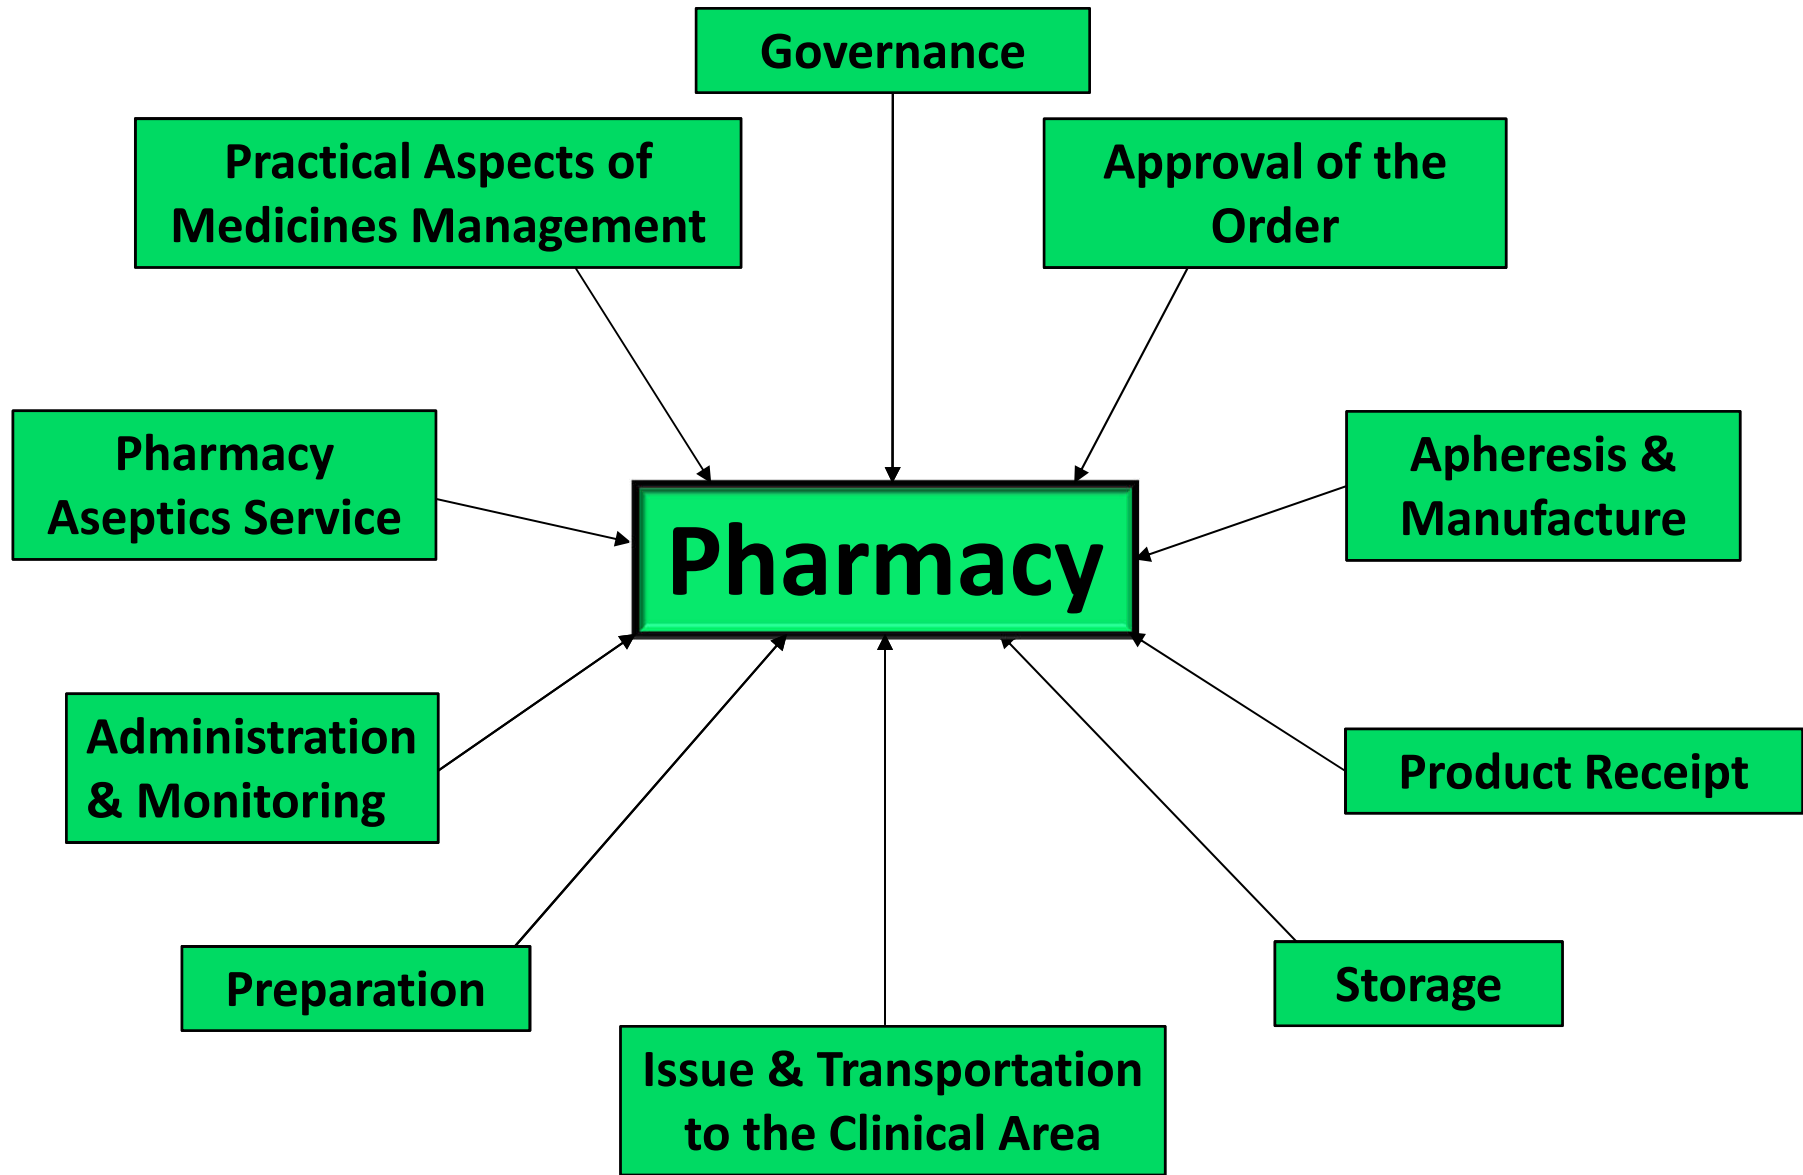 Governance
Practical Aspects of
Medicines Management
Approval of the
Order
Pharmacy
Aseptics Service
Apheresis &
Manufacture
Pharmacy
Administration
& Monitoring
Product Receipt
Preparation
Storage
Issue & Transportation
to the Clinical Area